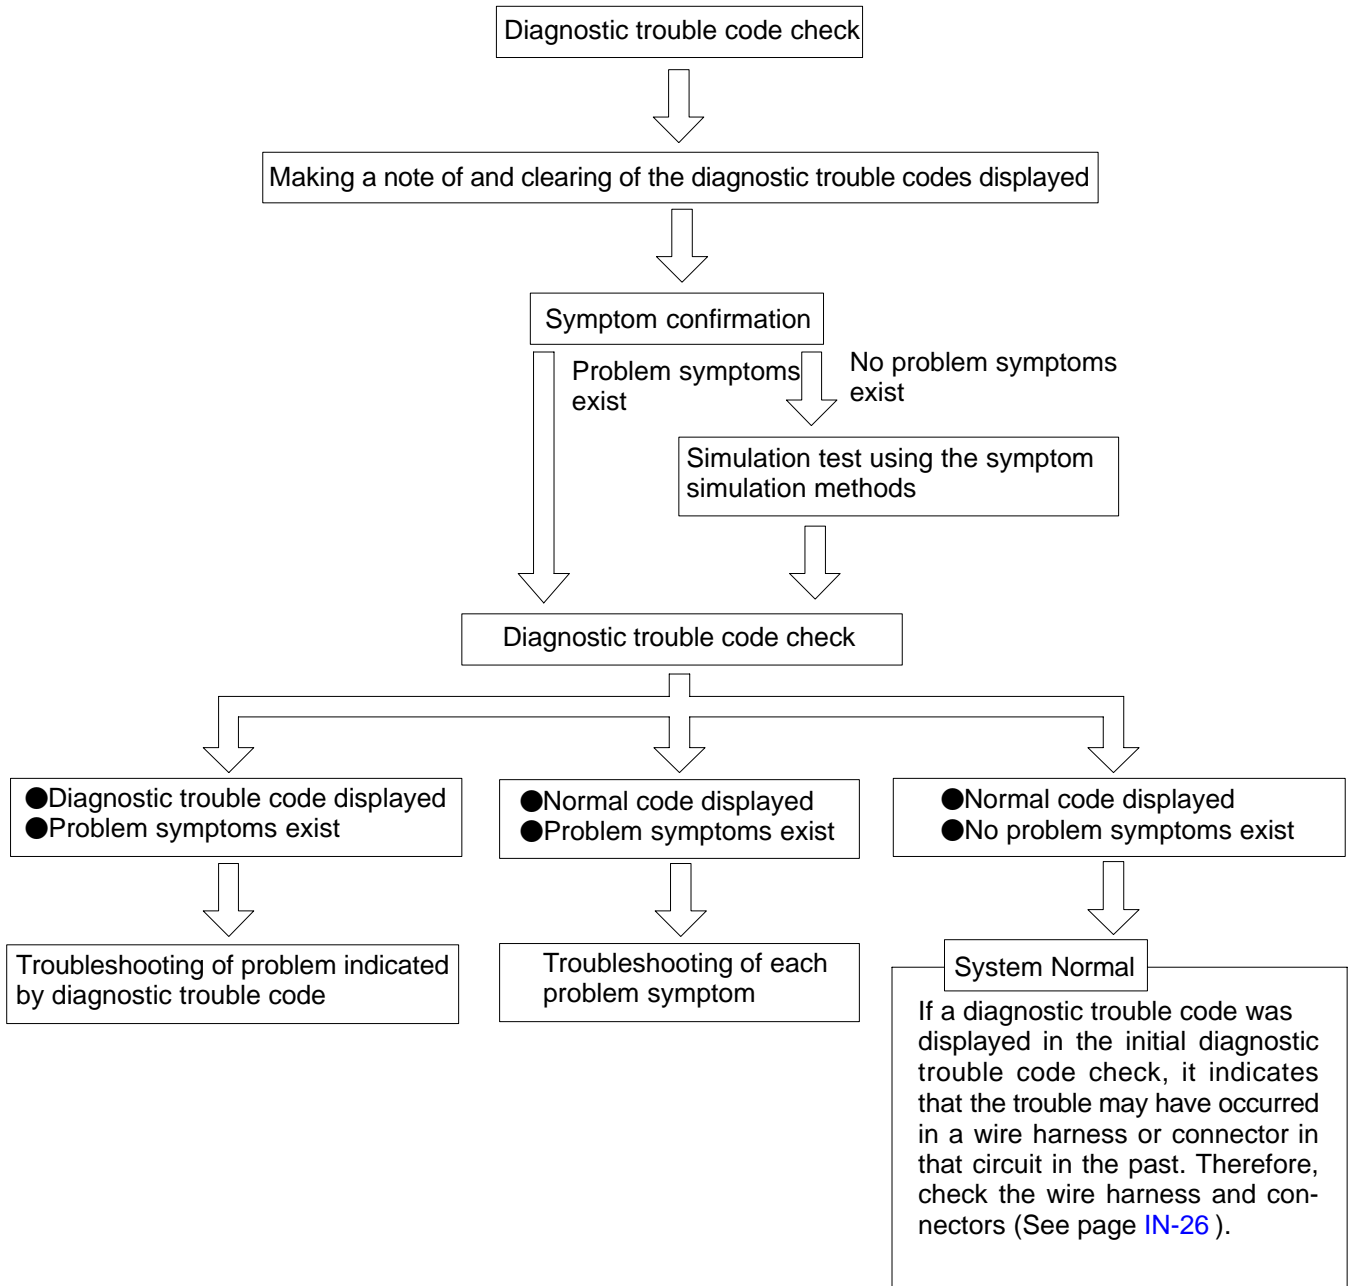 Diagnostic trouble code check
Making a note of and clearing of the diagnostic trouble codes displayed
Symptom confirmation
Problem symptoms
exist
No problem symptoms
exist
Simulation test using the symptom
simulation methods
Diagnostic trouble code check
●Diagnostic trouble code displayed
●Problem symptoms exist
●Normal code displayed
●Problem symptoms exist
●Normal code displayed
●No problem symptoms exist
Troubleshooting of problem indicated
by diagnostic trouble code
Troubleshooting of each
problem symptom
System Normal
If a diagnostic trouble code was
displayed in the initial diagnostic
trouble code check, it indicates
that the trouble may have occurred
in a wire harness or connector in
that circuit in the past. Therefore,
check the wire harness and con-
nectors (See page IN-26 ).